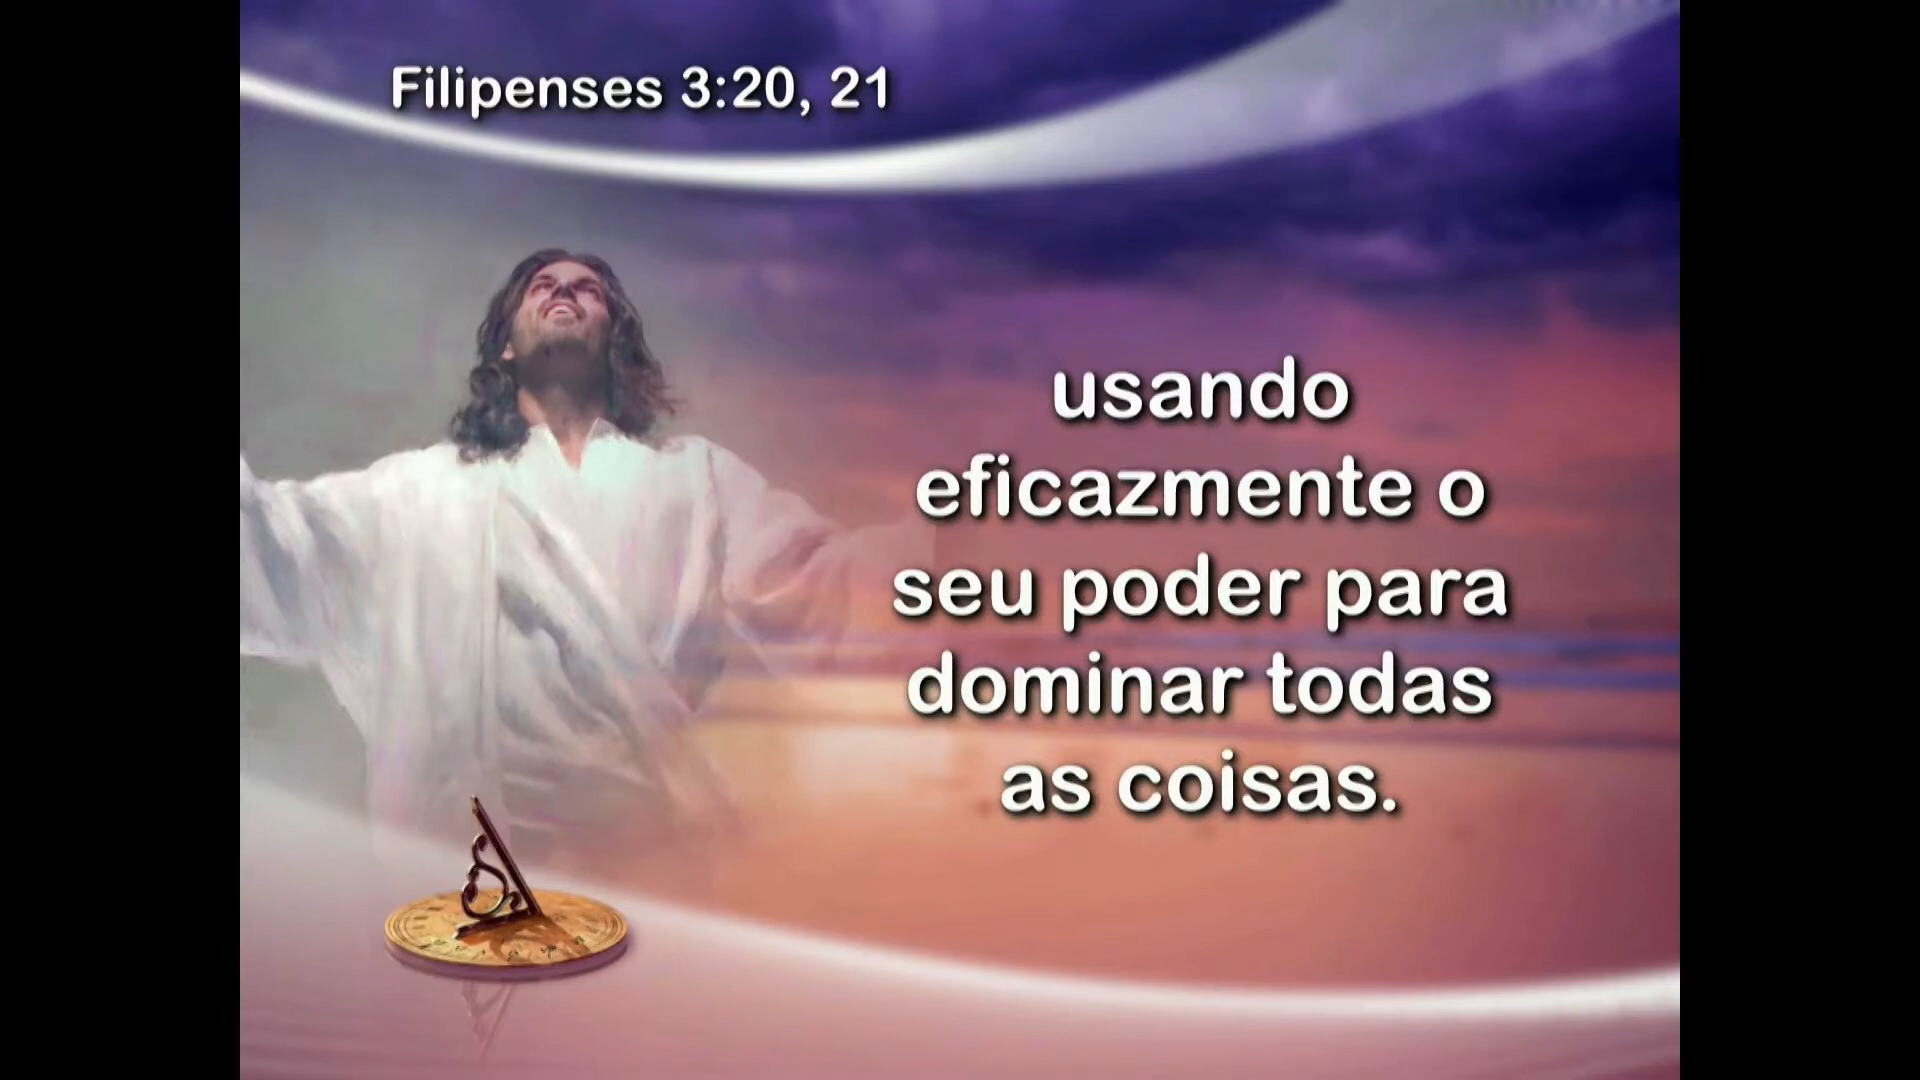 Filipenses 3:20, 21
usando
eficazmente o
seu poder para
dominar todas
as coisas.